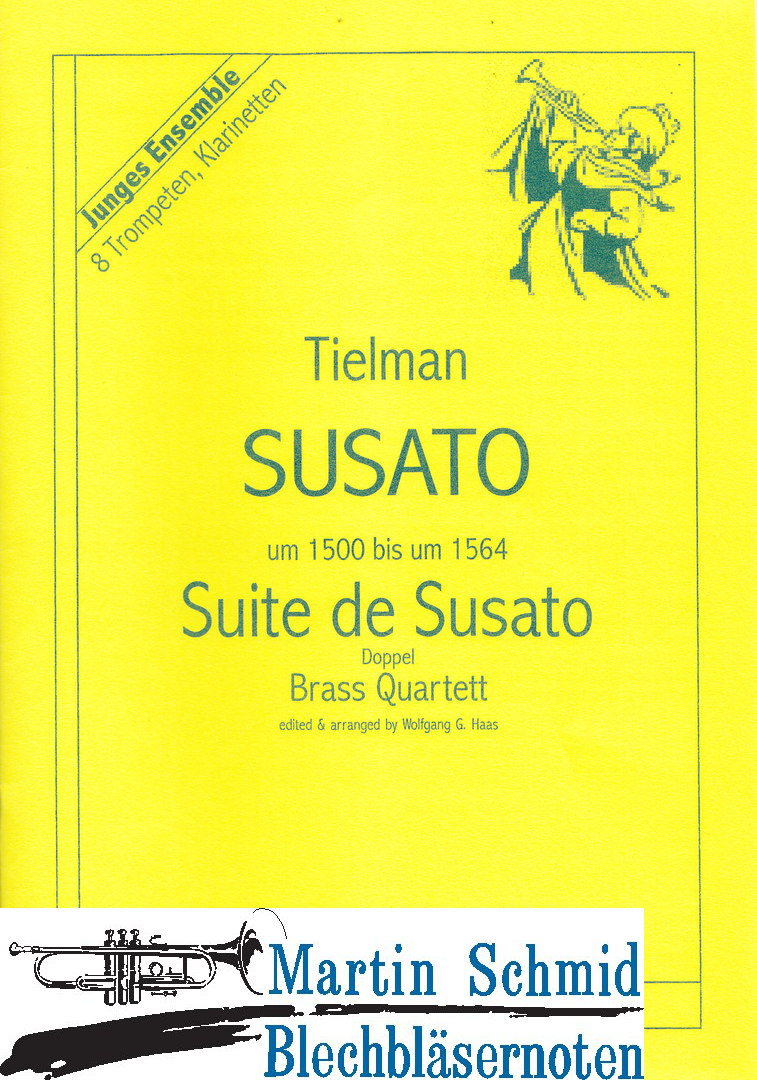 Junges Ensemble
8 Trompeten, Klarinetten
Tielman
SUSATO
um 1500 bis um 1564
Suite de Susato
Doppel
Brass Quartett
edited & arranged by Wolfgang G. Haas
Martin Schmid
Blechbläsernoten